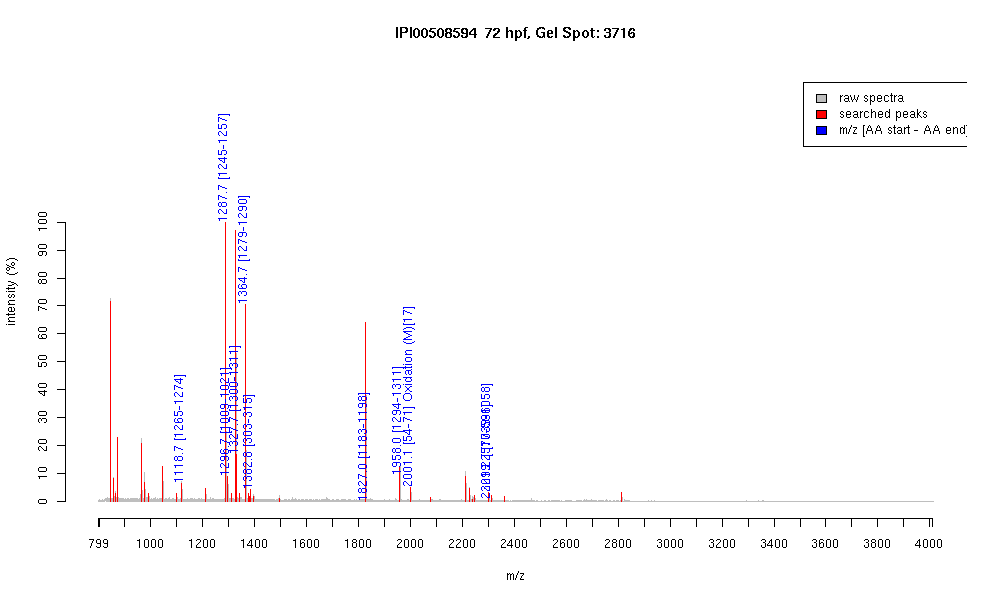 IPI00508594 72 hpf, Gel Spot: 3716
raw spectra
searched peaks
m/z [AA start - AA end]
intensity (%)
100
90
80
70
60
50
40
30
20
10
0
1118.7 [1265-1274]
1287.7 [1245-1257]
1296.7 [1009-1021]
1327.7 [1300-1311]
1364.7 [1279-1290]
1382.8 [303-315]
1827.0 [1183-1198]
1958.0 [1294-1311]
2001.1 [54-71] Oxidation (M)[17]
799 1000 1200 1400 1600 1800 2000 2200 2400 2600 2800 3000 3200 3400 3600 3800 4000
m/z